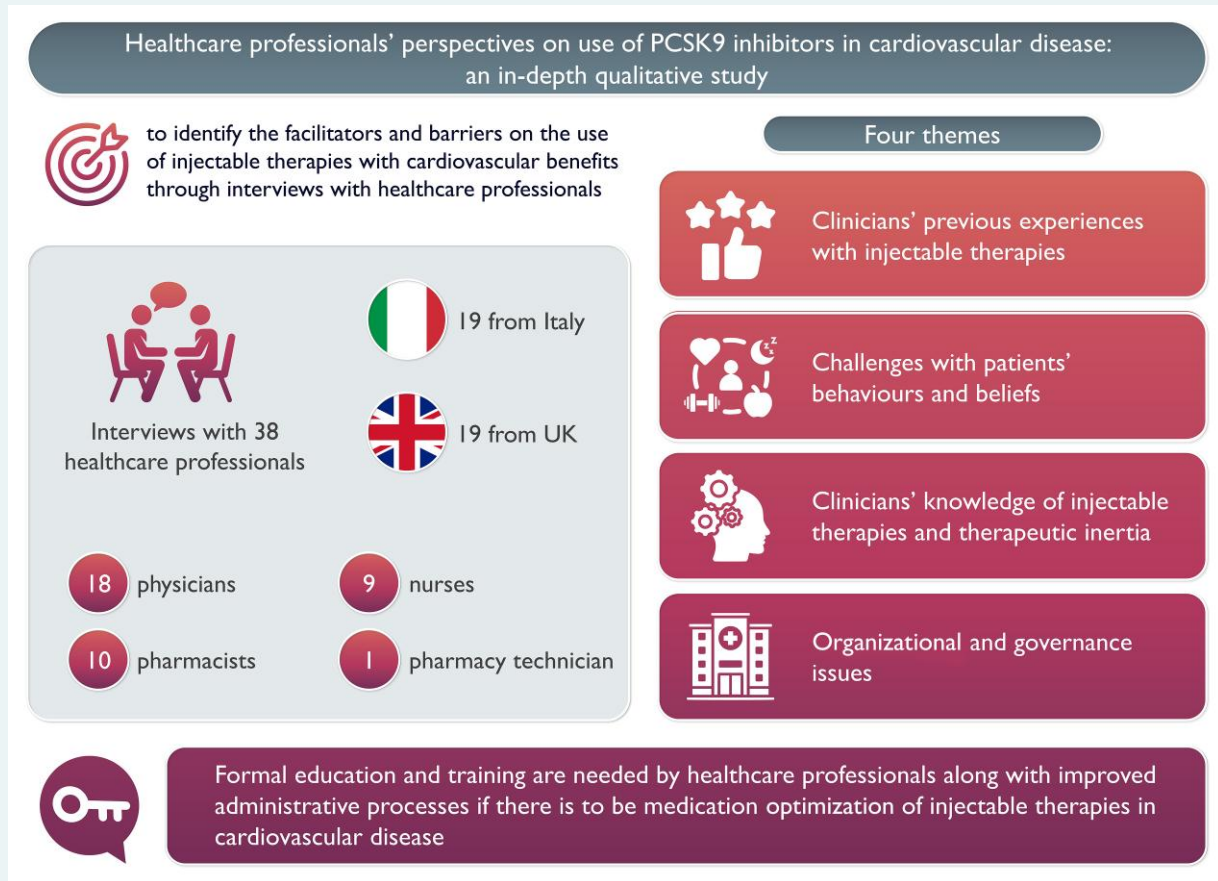 Healthcare professionals’ perspectives on use of PCSK9 inhibitors in cardiovascular disease:
an in-depth qualitative study
to identify the facilitators and barriers on the use
of injectable therapies with cardiovascular benefits
through interviews with healthcare professionals
Interviews with 38
healthcare professionals
19 from Italy
19 from UK
18 physicians
9 nurses
10 pharmacists
1 pharmacy technician
Four themes
Clinicians’ previous experiences
with injectable therapies
Challenges with patients’
behaviours and beliefs
Clinicians’ knowledge of injectable
therapies and therapeutic inertia
Organizational and governance
issues
Formal education and training are needed by healthcare professionals along with improved
administrative processes if there is to be medication optimization of injectable therapies in
cardiovascular disease